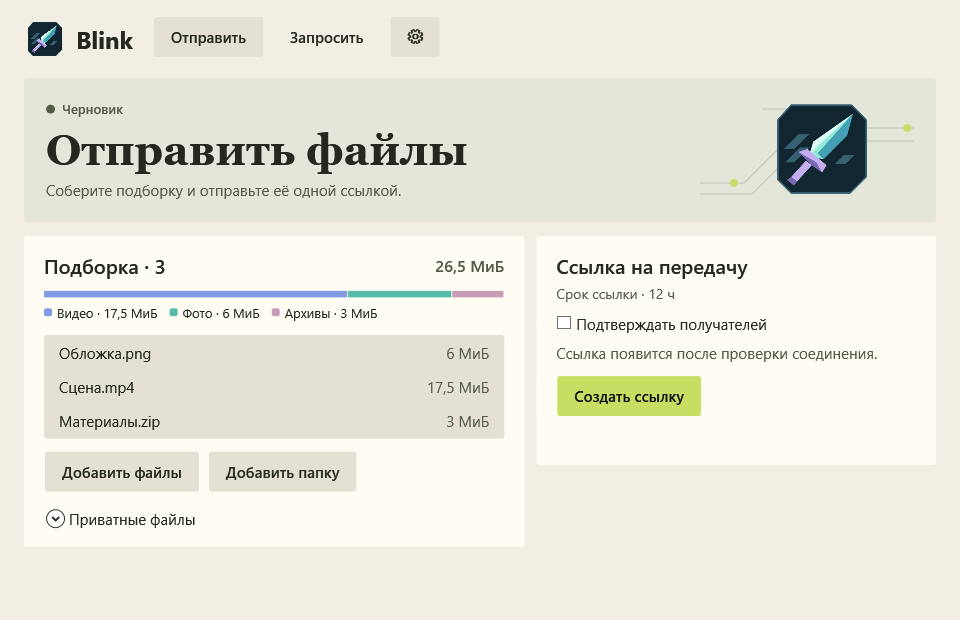 Blink
Отправить
Запросить
Черновик
Отправить файлы
Соберите подборку и отправьте её одной ссылкой.
Подборка · 3
26,5 МиБ
Видео · 17,5 МиБ
Фото · 6 МиБ
Архивы · 3 МиБ
Обложка.png
6 МиБ
Сцена.mp4
17,5 МиБ
Материалы.zip
3 МиБ
Добавить файлы
Добавить папку
Приватные файлы
Ссылка на передачу
Срок ссылки · 12 ч
Подтверждать получателей
Ссылка появится после проверки соединения.
Создать ссылку